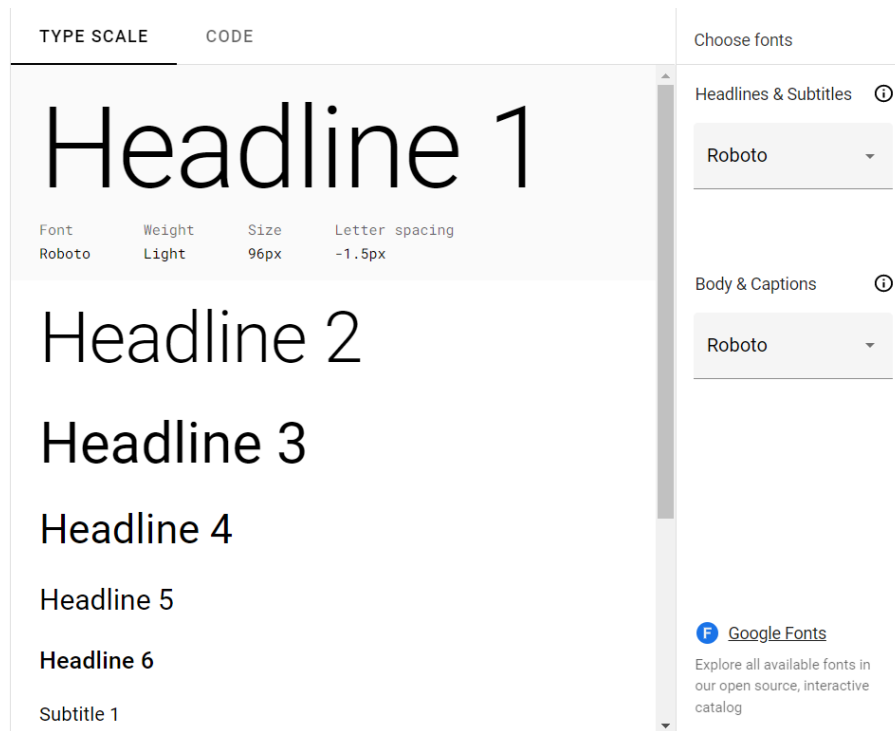 TYPE SCALE CODE
Headline 1
Font Weight Size Letter spacing
Roboto Light 96px -1.5px
Headline 2
Headline 3
Headline 4
Headline 5
Headline 6
Subtitle 1
Choose fonts
Headlines & Subtitles
Roboto
Body & Captions
Roboto
F Google Fonts
Explore all available fonts in
our open source, interactive
catalog